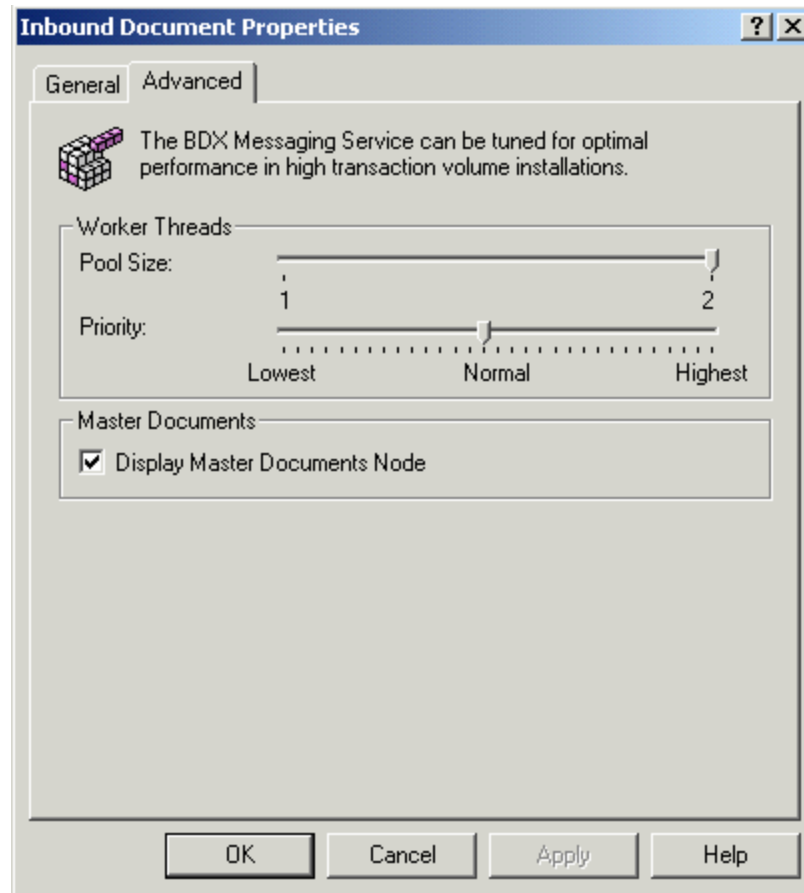 Inbound Document Properties
General Advanced
The BDX Messaging Service can be tuned for optimal
performance in high transaction volume installations.
Worker Threads
Pool Size:
1 2
Priority:
Lowest Normal Highest
Master Documents
Display Master Documents Node
OK Cancel Apply Help